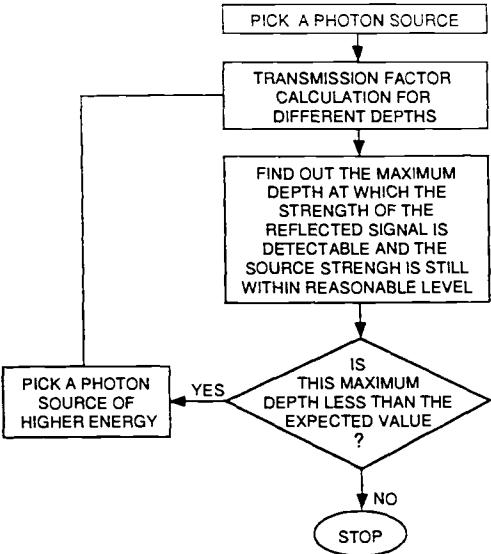 PICK A PHOTON SOURCE
TRANSMISSION FACTOR
CALCULATION FOR
DIFFERENT DEPTHS
FIND OUT THE MAXIMUM
DEPTH AT WHICH THE
STRENGTH OF THE
REFLECTED SIGNAL IS
DETECTABLE AND THE
SOURCE STRENGH IS STILL
WITHIN REASONABLE LEVEL
IS
THIS MAXIMUM
DEPTH LESS THAN THE
EXPECTED VALUE
?
YES
PICK A PHOTON
SOURCE OF
HIGHER ENERGY
NO
STOP